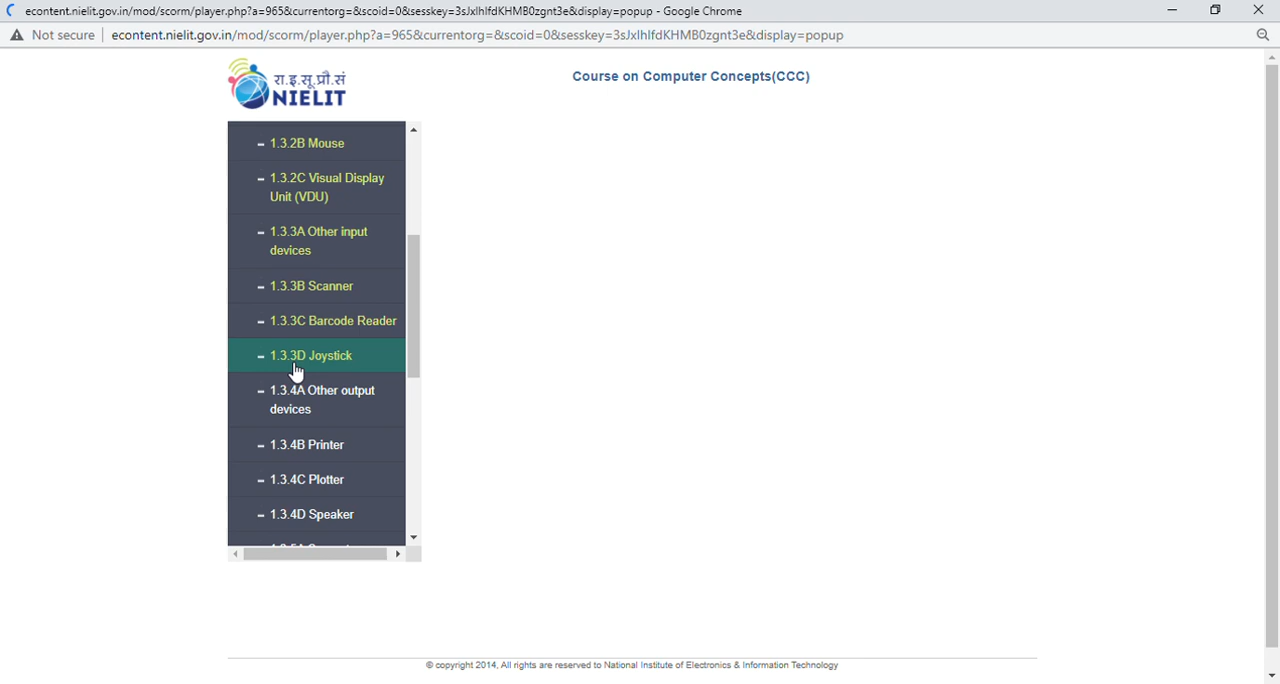 econtent.nielit.gov.in/mod/scorm/player.php?a=965&currentorg=&scoid=0&sesskey=3sJxlhlfdKHMB0zgnt3e&display=popup - Google Chrome
Not secure | econtent.nielit.gov.in/mod/scorm/player.php?a=965&currentorg=&scoid=0&sesskey=3sJxlhlfdKHMB0zgnt3e&display=popup
रा.इ.सू.प्रौ.सं
NIELIT
Course on Computer Concepts(CCC)
1.3.2B Mouse
1.3.2C Visual Display
Unit (VDU)
1.3.3A Other input
devices
1.3.3B Scanner
1.3.3C Barcode Reader
1.3.3D Joystick
1.3.4A Other output
devices
1.3.4B Printer
1.3.4C Plotter
1.3.4D Speaker
© copyright 2014, All rights are reserved to National Institute of Electronics & Information Technology